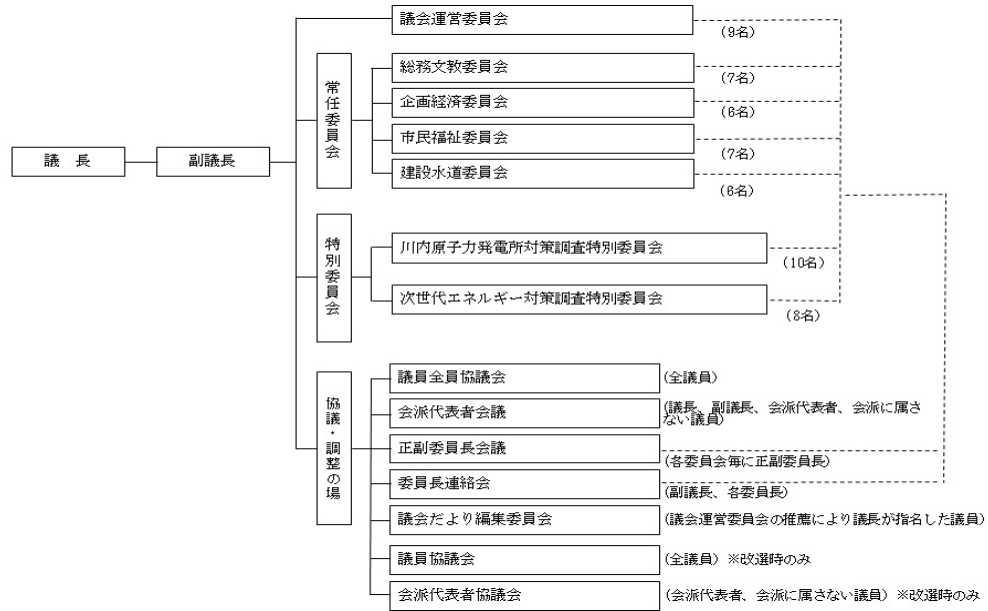 議会運営委員会
(9名)
総務文教委員会
(7名)
企画経済委員会
(6名)
市民福祉委員会
(7名)
建設水道委員会
(6名)
常任委員会
議 長
副議長
特別委員会
川内原子力発電所対策調査特別委員会
(10名)
次世代エネルギー対策調査特別委員会
(8名)
協議・調整の場
議員全員協議会
(全議員)
会派代表者会議
(議長、副議長、会派代表者、会派に属さ
ない議員)
正副委員長会議
(各委員会毎に正副委員長)
委員長連絡会
(副議長、各委員長)
議会だより編集委員会
(議会運営委員会の推薦により議長が指名した議員)
議員協議会
(全議員) ※改選時のみ
会派代表者協議会
(会派代表者、会派に属さない議員) ※改選時のみ